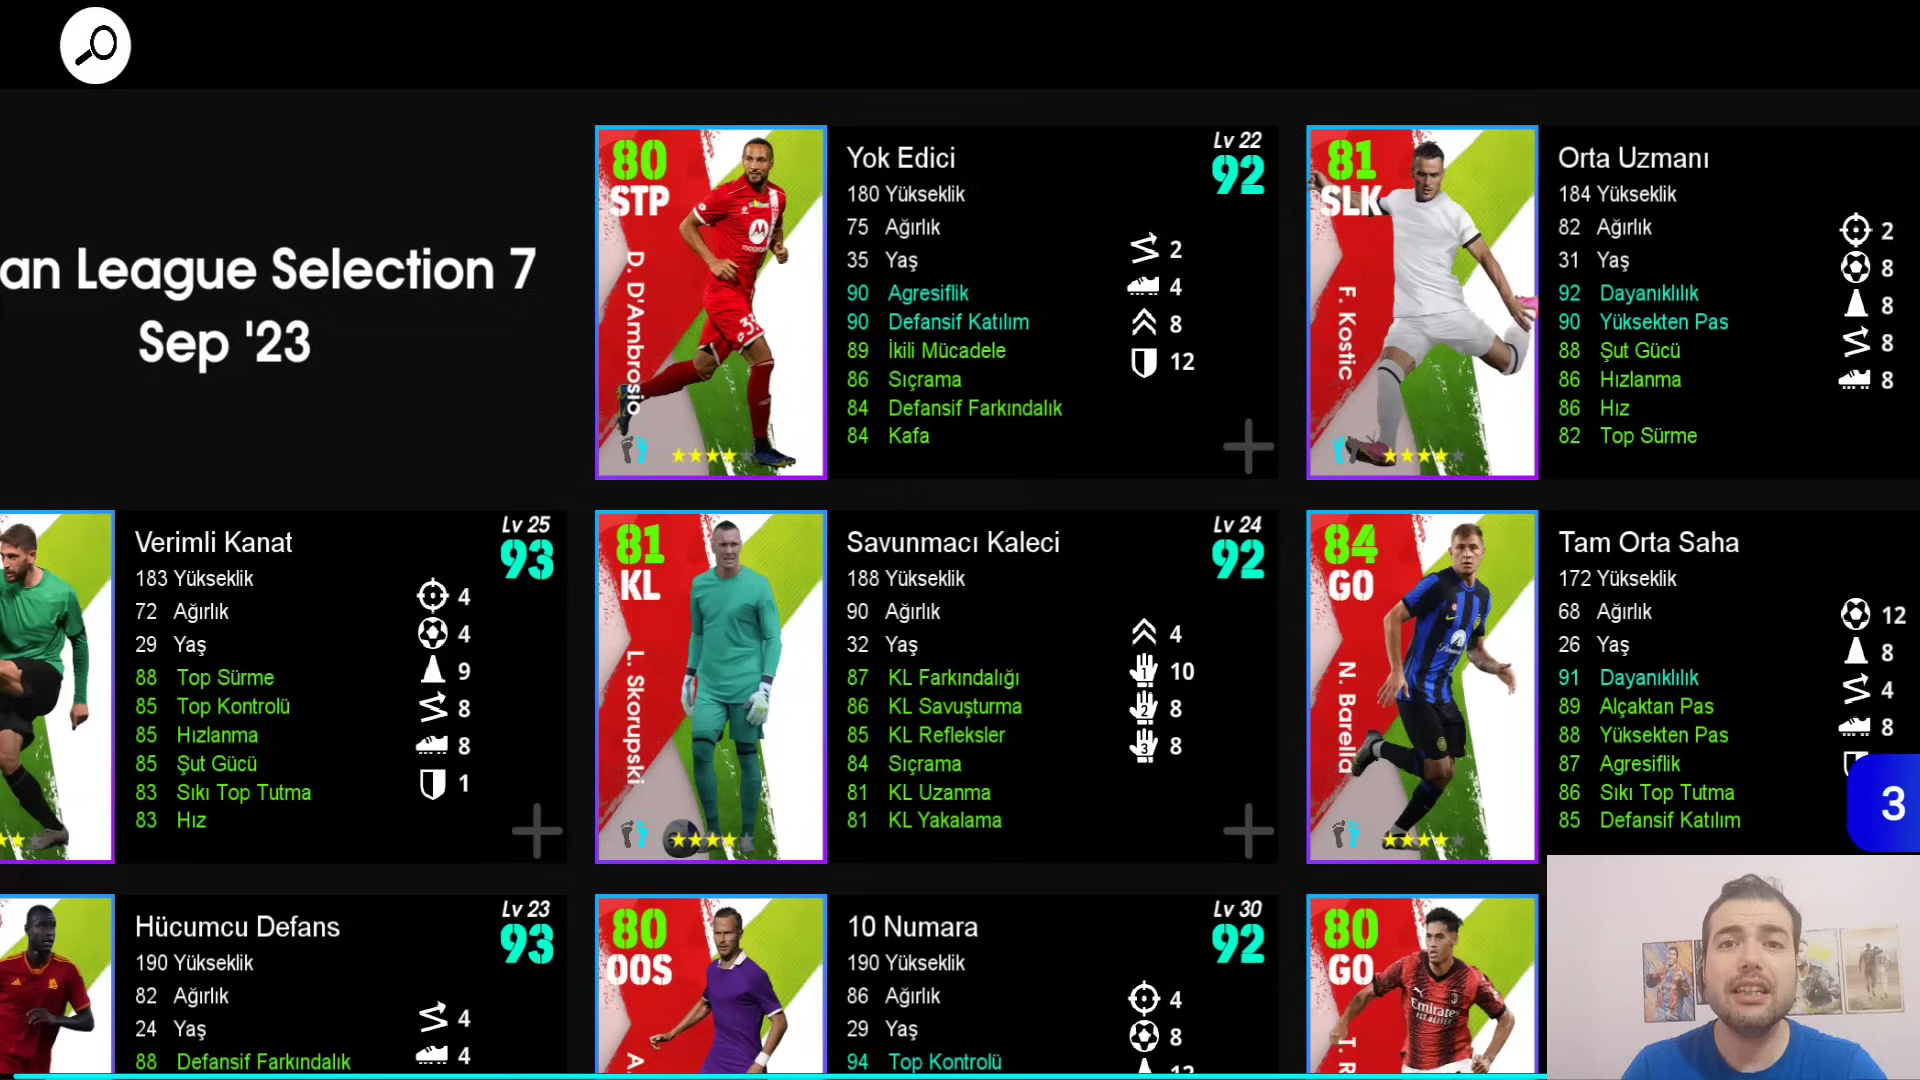 an League Selection 7
Sep '23
80
STP
D. D'Ambrosio
Yok Edici
180 Yükseklik
75 Ağırlık
35 Yaş
90 Agresiflik
90 Defansif Katılım
89 İkili Mücadele
86 Sıçrama
84 Defansif Farkındalık
84 Kafa
Lv 22
92
2
4
8
12
81
SLK
F. Kostic
Orta Uzmanı
184 Yükseklik
82 Ağırlık
31 Yaş
92 Dayanıklılık
90 Yüksekten Pas
88 Şut Gücü
86 Hızlanma
86 Hız
82 Top Sürme
2
8
8
8
8
Verimli Kanat
183 Yükseklik
72 Ağırlık
29 Yaş
88 Top Sürme
85 Top Kontrolü
85 Hızlanma
85 Şut Gücü
83 Sıkı Top Tutma
83 Hız
Lv 25
93
4
4
9
8
8
1
81
KL
L. Skorupski
Savunmacı Kaleci
188 Yükseklik
90 Ağırlık
32 Yaş
87 KL Farkındalığı
86 KL Savuşturma
85 KL Refleksler
84 Sıçrama
81 KL Uzanma
81 KL Yakalama
Lv 24
92
4
1 10
2 8
3 8
84
GO
N. Barella
Tam Orta Saha
172 Yükseklik
68 Ağırlık
26 Yaş
91 Dayanıklılık
89 Alçaktan Pas
88 Yüksekten Pas
87 Agresiflik
86 Sıkı Top Tutma
85 Defansif Katılım
12
8
4
8
3
Hücumcu Defans
190 Yükseklik
82 Ağırlık
24 Yaş
88 Defansif Farkındalık
Lv 23
93
4
4
80
OOS
A.
10 Numara
190 Yükseklik
86 Ağırlık
29 Yaş
94 Top Kontrolü
Lv 30
92
4
8
12
80
GO
T. R
Emirates